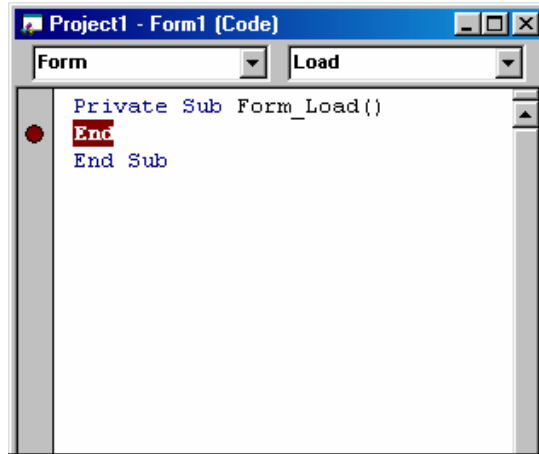 Project1 - Form1 (Code)
Form Load
Private Sub Form_Load()
End
End Sub